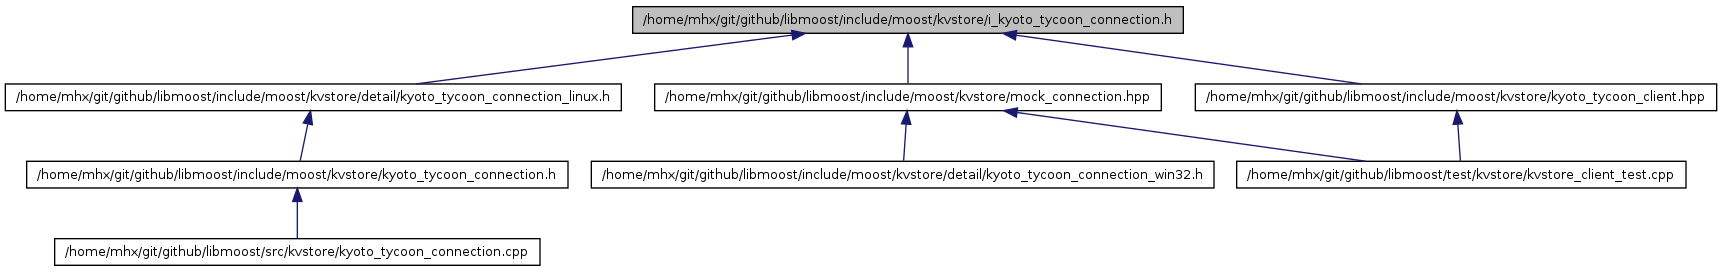 /home/mhx/git/github/libmoost/include/moost/kvstore/i_kyoto_tycoon_connection.h
/home/mhx/git/github/libmoost/include/moost/kvstore/detail/kyoto_tycoon_connection_linux.h
/home/mhx/git/github/libmoost/include/moost/kvstore/mock_connection.hpp
/home/mhx/git/github/libmoost/include/moost/kvstore/kyoto_tycoon_client.hpp
/home/mhx/git/github/libmoost/include/moost/kvstore/kyoto_tycoon_connection.h
/home/mhx/git/github/libmoost/include/moost/kvstore/detail/kyoto_tycoon_connection_win32.h
/home/mhx/git/github/libmoost/test/kvstore/kvstore_client_test.cpp
/home/mhx/git/github/libmoost/src/kvstore/kyoto_tycoon_connection.cpp